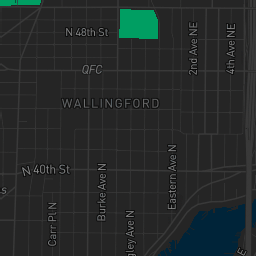 N 48th St
2nd Ave NE
4th Ave NE
QFC
WALLINGFORD
N 40th St
Burke Ave N
Eastern Ave N
Carr PL N